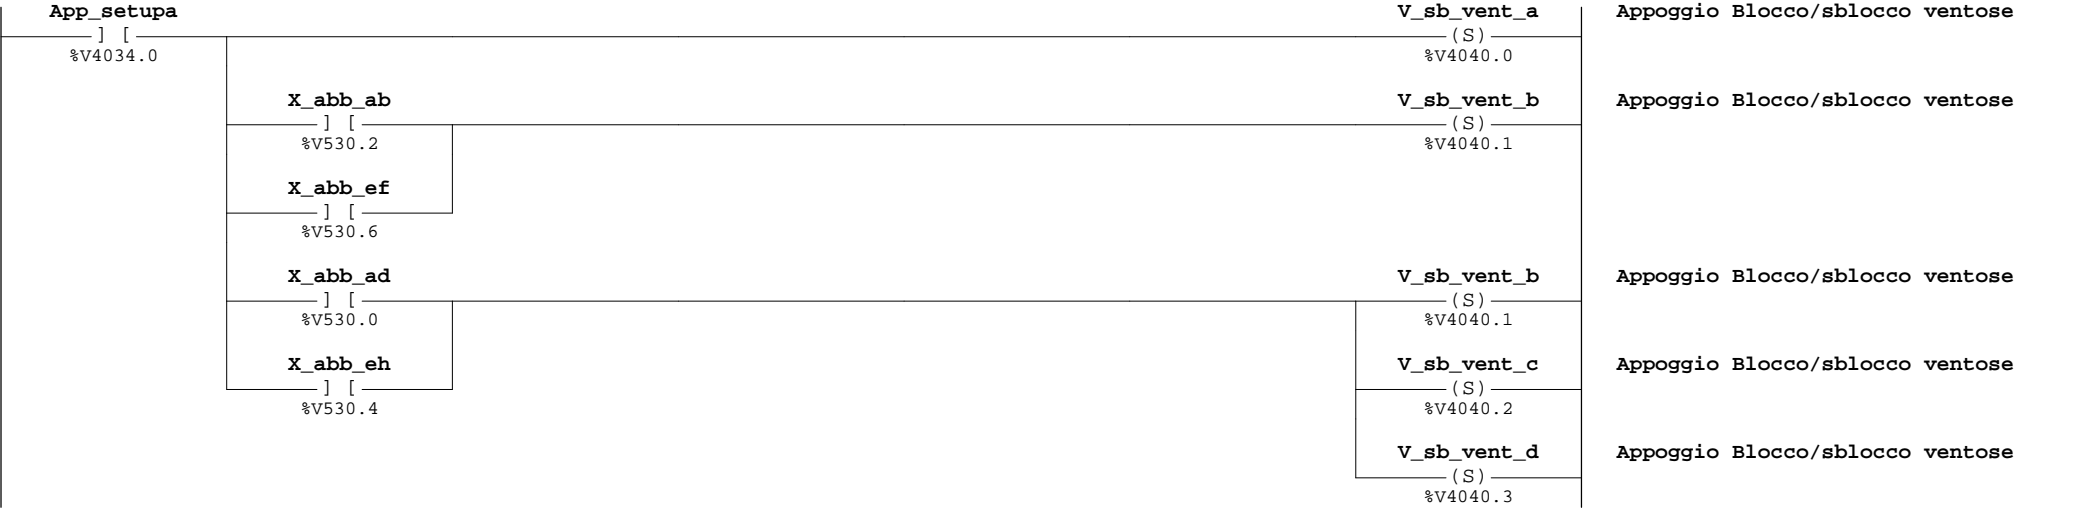 App_setupa V_sb_vent_a Appoggio Blocco/sblocco ventose
] [ (S)
%V4034.0 %V4040.0
X_abb_ab V_sb_vent_b Appoggio Blocco/sblocco ventose
] [ (S)
%V530.2 %V4040.1
X_abb_ef
] [
%V530.6
X_abb_ad V_sb_vent_b Appoggio Blocco/sblocco ventose
] [ (S)
%V530.0 %V4040.1
X_abb_eh V_sb_vent_c Appoggio Blocco/sblocco ventose
] [ (S)
%V530.4 %V4040.2
V_sb_vent_d Appoggio Blocco/sblocco ventose
(S)
%V4040.3